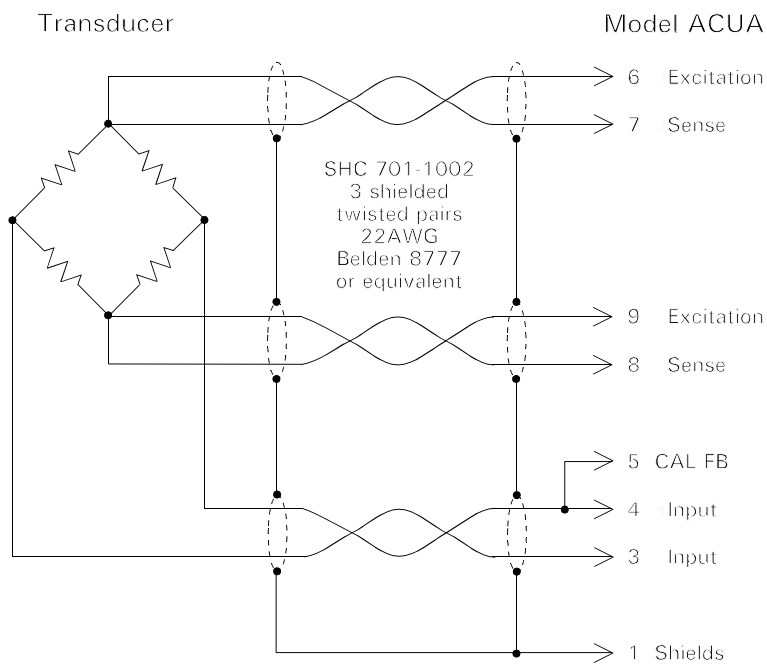 Transducer
Model ACUA
6 Excitation
7 Sense
SHC 701-1002
3 shielded
twisted pairs
22AWG
Belden 8777
or equivalent
9 Excitation
8 Sense
5 CAL FB
4 Input
3 Input
1 Shields